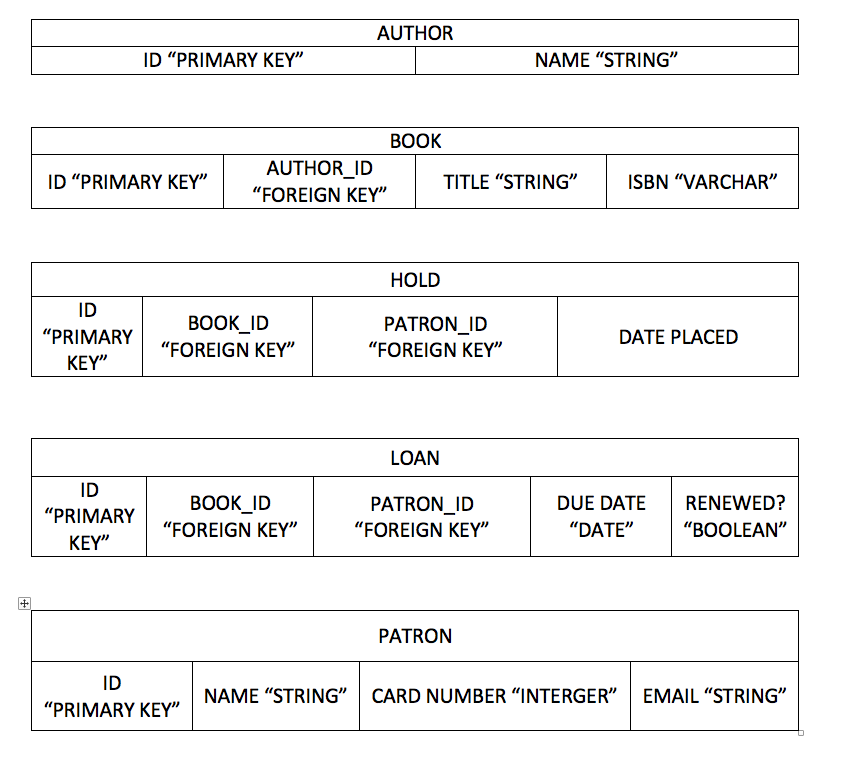 AUTHOR
ID “PRIMARY KEY”
NAME “STRING”
BOOK
ID “PRIMARY KEY”
AUTHOR_ID
“FOREIGN KEY”
TITLE “STRING”
ISBN “VARCHAR”
HOLD
ID
“PRIMARY
KEY”
BOOK_ID
“FOREIGN KEY”
PATRON_ID
“FOREIGN KEY”
DATE PLACED
LOAN
ID
“PRIMARY
KEY”
BOOK_ID
“FOREIGN KEY”
PATRON_ID
“FOREIGN KEY”
DUE DATE
“DATE”
RENEWED?
“BOOLEAN”
PATRON
ID
“PRIMARY KEY”
NAME “STRING”
CARD NUMBER “INTERGER”
EMAIL “STRING”